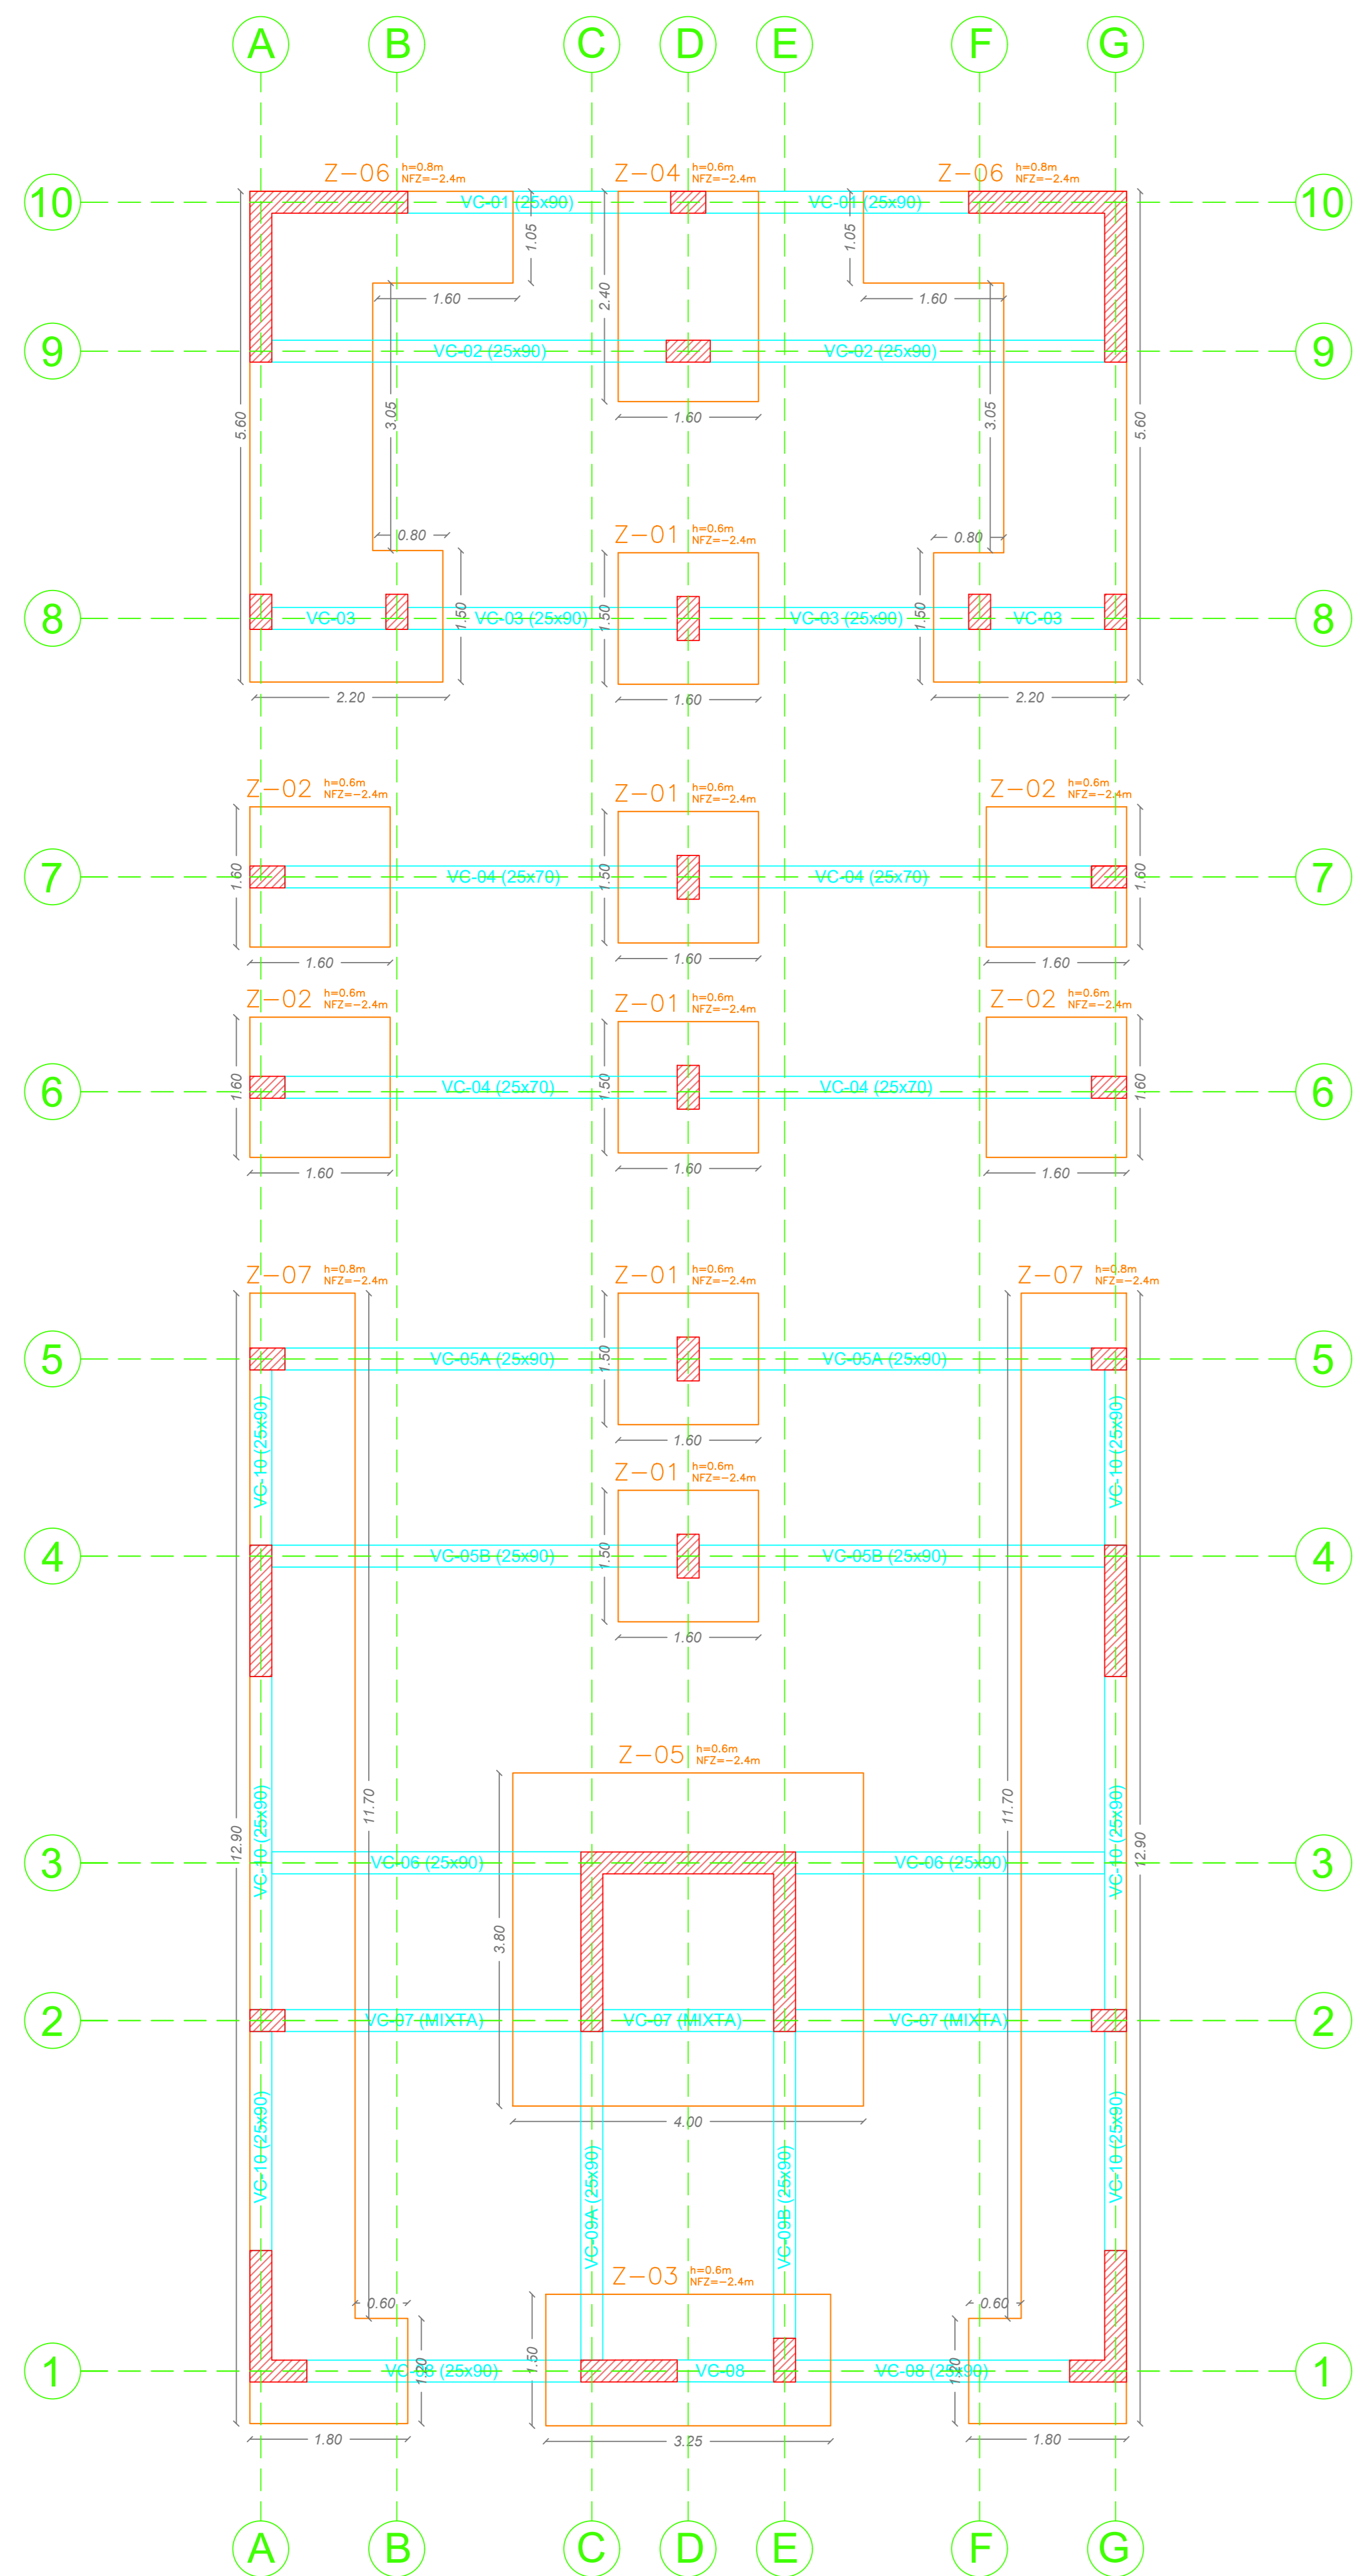 A B C D E F G
Z-06 h=0.8m NFZ=-2.4m
Z-04 h=0.6m NFZ=-2.4m
Z-06 h=0.8m NFZ=-2.4m
10 VC-01 (25x90) VC-01 (25x90) 10
1.05 1.05
2.40
1.60 1.60
9 VC-02 (25x90) VC-02 (25x90) 9
5.60 3.05 1.60 3.05 5.60
0.80 0.80
Z-01 h=0.6m NFZ=-2.4m
1.50 1.50 1.50
8 VC-03 VC-03 (25x90) VC-03 (25x90) VC-03 8
2.20 1.60 2.20
Z-02 h=0.6m NFZ=-2.4m
Z-01 h=0.6m NFZ=-2.4m
Z-02 h=0.6m NFZ=-2.4m
7 1.60 VC-04 (25x70) 1.50 VC-04 (25x70) 1.60 7
1.60 1.60 1.60
Z-02 h=0.6m NFZ=-2.4m
Z-01 h=0.6m NFZ=-2.4m
Z-02 h=0.6m NFZ=-2.4m
6 1.60 VC-04 (25x70) 1.50 VC-04 (25x70) 1.60 6
1.60 1.60 1.60
Z-07 h=0.8m NFZ=-2.4m
Z-01 h=0.6m NFZ=-2.4m
Z-07 h=0.8m NFZ=-2.4m
5 VC-05A (25x90) 1.50 VC-05A (25x90) 5
VC-10 (25x90) 1.60 VC-10 (25x90)
Z-01 h=0.6m NFZ=-2.4m
4 VC-05B (25x90) 1.50 VC-05B (25x90) 4
1.60
Z-05 h=0.6m NFZ=-2.4m
12.90 11.70 11.70 12.90
VC-10 (25x90) VC-10 (25x90)
3 VC-06 (25x90) VC-06 (25x90) 3
3.80
2 VC-07 (MIXTA) VC-07 (MIXTA) VC-07 (MIXTA) 2
4.00
VC-10 (25x90) VC-09A (25x90) VC-09B (25x90) VC-10 (25x90)
Z-03 h=0.6m NFZ=-2.4m
0.60 0.60
1.20 1.50 1.20
1 VC-08 (25x90) VC-08 VC-08 (25x90) 1
1.80 3.25 1.80
A B C D E F G